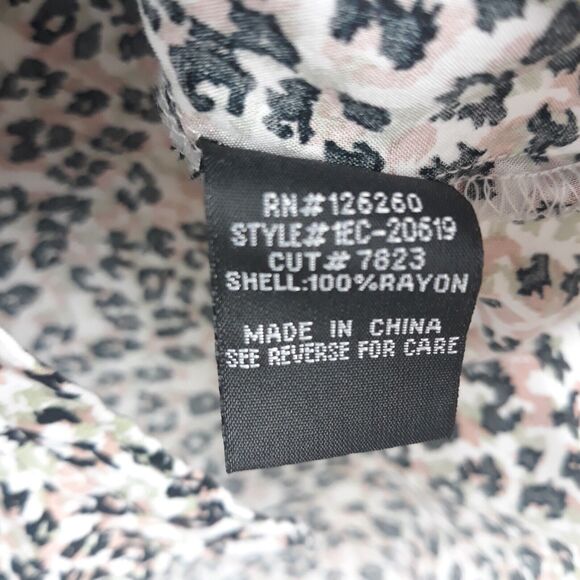 RN#126260
STYLE#1EC-20619
CUT# 7823
SHELL:100%RAYON
MADE IN CHINA
SEE REVERSE FOR CARE